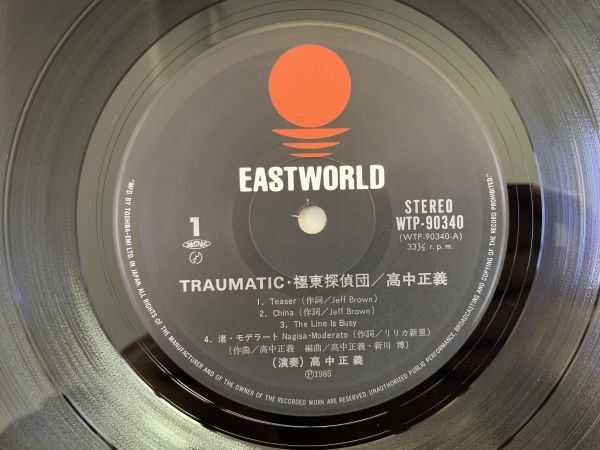 EASTWORLD
1
STEREO
WTP-90340
(WTP-90340-A)
33⅓ r.p.m.
TRAUMATIC・極東探偵団／高中正義
1. Teaser (作詞／Jeff Brown)
2. China (作詞／Jeff Brown)
3. The Line is Busy
4. 渚・モデラート Nagisa・Moderato (作詞／リリカ新里)
(作曲／高中正義　編曲／高中正義・新川 博)
(演奏) 高中正義
Ⓟ1985
"MFD. BY TOSHIBA-EMI LTD. IN JAPAN ALL RIGHTS OF THE MANUFACTURER AND OF THE OWNER OF THE RECORDED WORK ARE RESERVED. UNAUTHORIZED PUBLIC PERFORMANCE BROADCASTING AND COPYING OF THE RECORD PROHIBITED."